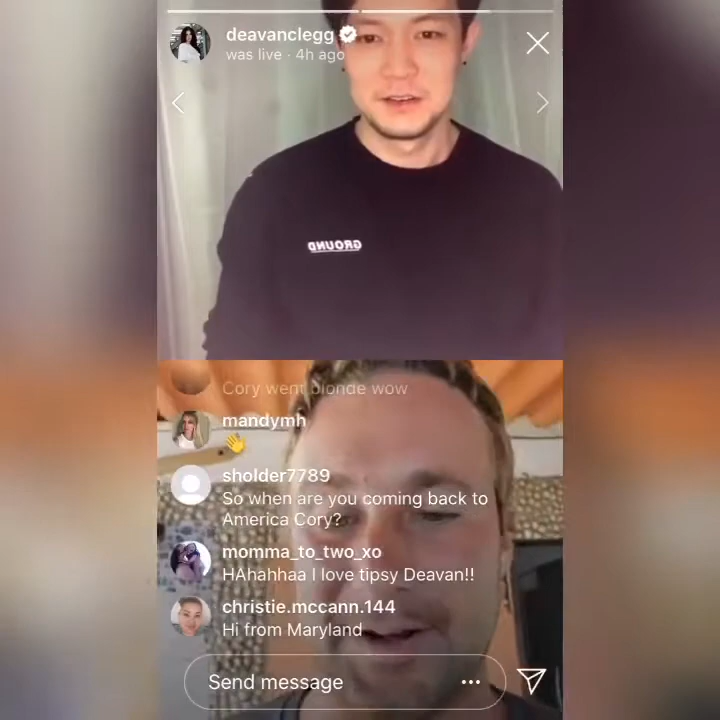 deavanclegg
was live · 4h ago
GROUND
Cory went blonde wow
mandymh
👋
sholder7789
So when are you coming back to
America Cory?
momma_to_two_xo
HAhahhaa I love tipsy Deavan!!
christie.mccann.144
Hi from Maryland
Send message